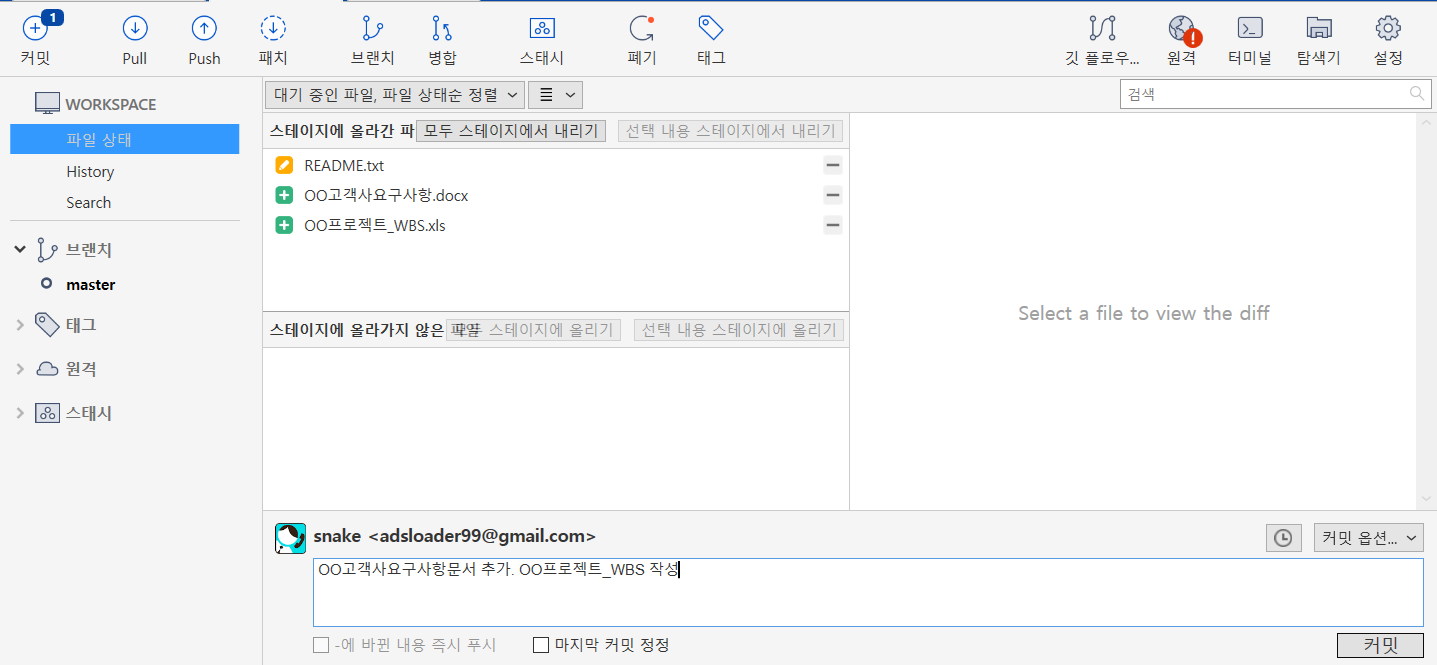 1
커밋 Pull Push 패치 브랜치 병합 스태시 폐기 태그 깃 플로우... 원격 터미널 탐색기 설정
WORKSPACE
파일 상태
History
Search
브랜치
master
태그
원격
스태시
대기 중인 파일, 파일 상태순 정렬
검색
스테이지에 올라간 파 모두 스테이지에서 내리기 선택 내용 스테이지에서 내리기
README.txt
OO고객사요구사항.docx
OO프로젝트_WBS.xls
스테이지에 올라가지 않은 파일 스테이지에 올리기 선택 내용 스테이지에 올리기
Select a file to view the diff
snake <adsloader99@gmail.com>
커밋 옵션...
OO고객사요구사항문서 추가. OO프로젝트_WBS 작성
-에 바뀐 내용 즉시 푸시 마지막 커밋 정정
커밋